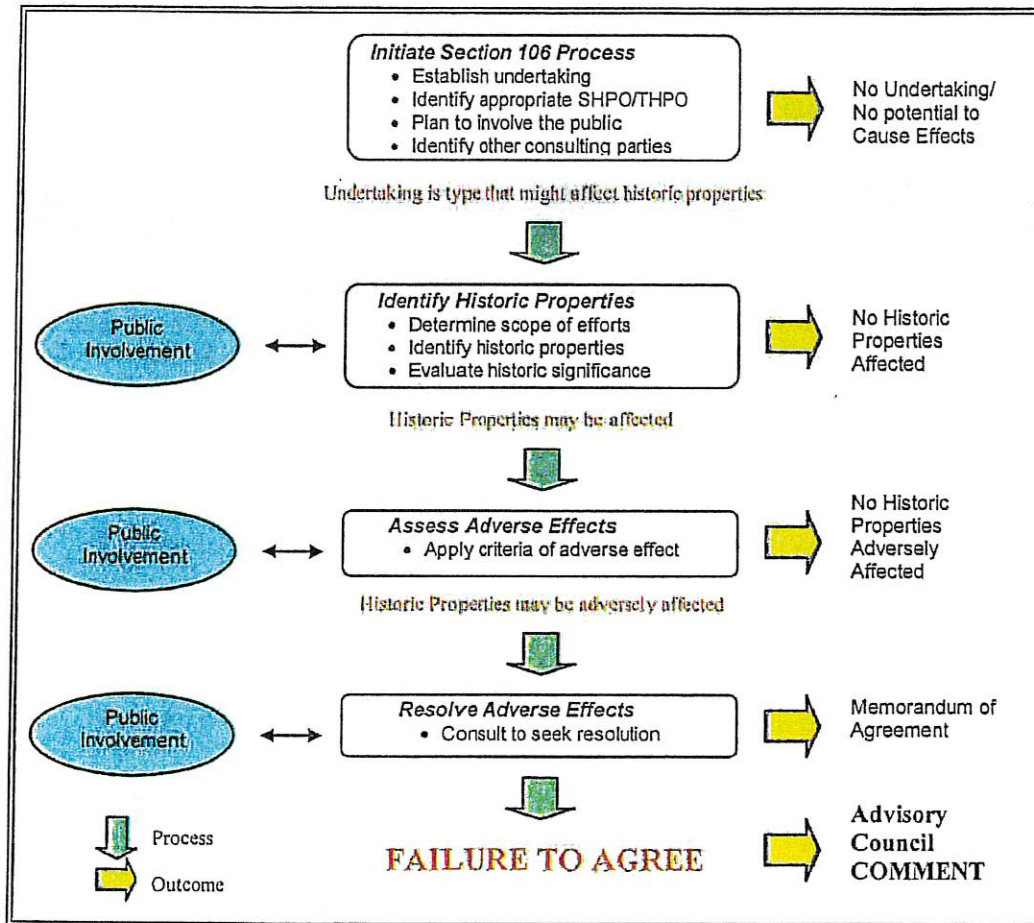 Initiate Section 106 Process
• Establish undertaking
• Identify appropriate SHPO/THPO
• Plan to involve the public
• Identify other consulting parties
No Undertaking/
No potential to
Cause Effects
Undertaking is type that might affect historic properties
Public
Involvement
Identify Historic Properties
• Determine scope of efforts
• Identify historic properties
• Evaluate historic significance
No Historic
Properties
Affected
Historic Properties may be affected
Public
Involvement
Assess Adverse Effects
• Apply criteria of adverse effect
No Historic
Properties
Adversely
Affected
Historic Properties may be adversely affected
Public
Involvement
Resolve Adverse Effects
• Consult to seek resolution
Memorandum of
Agreement
Process
Outcome
FAILURE TO AGREE
Advisory
Council
COMMENT